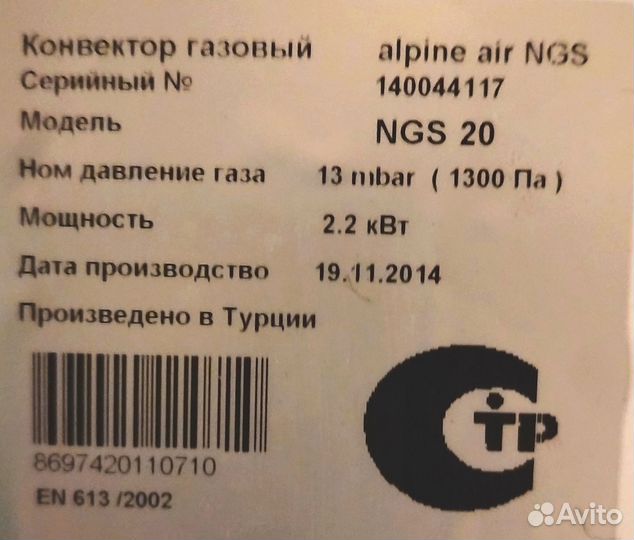 Конвектор газовый alpine air NGS
Серийный № 140044117
Модель NGS 20
Ном давление газа 13 mbar ( 1300 Па )
Мощность 2.2 кВт
Дата производство 19.11.2014
Произведено в Турции
8697420110710
EN 613 /2002
СТР
Avito